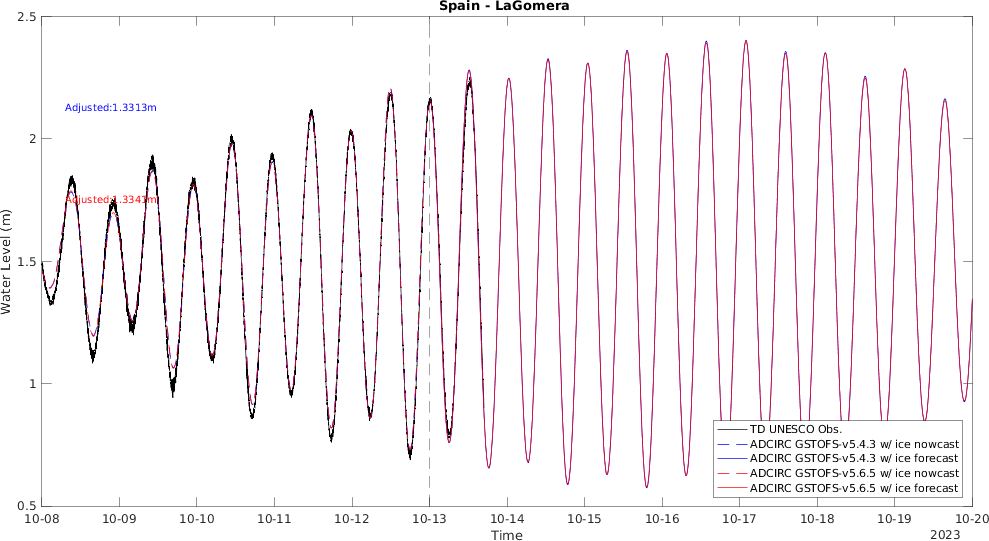 Spain - LaGomera
2.5
2
1.5
1
0.5
Water Level (m)
Adjusted:1.3313m
Adjusted:1.3341m
TD UNESCO Obs.
ADCIRC GSTOFS-v5.4.3 w/ ice nowcast
ADCIRC GSTOFS-v5.4.3 w/ ice forecast
ADCIRC GSTOFS-v5.6.5 w/ ice nowcast
ADCIRC GSTOFS-v5.6.5 w/ ice forecast
10-08 10-09 10-10 10-11 10-12 10-13 10-14 10-15 10-16 10-17 10-18 10-19 10-20
Time
2023